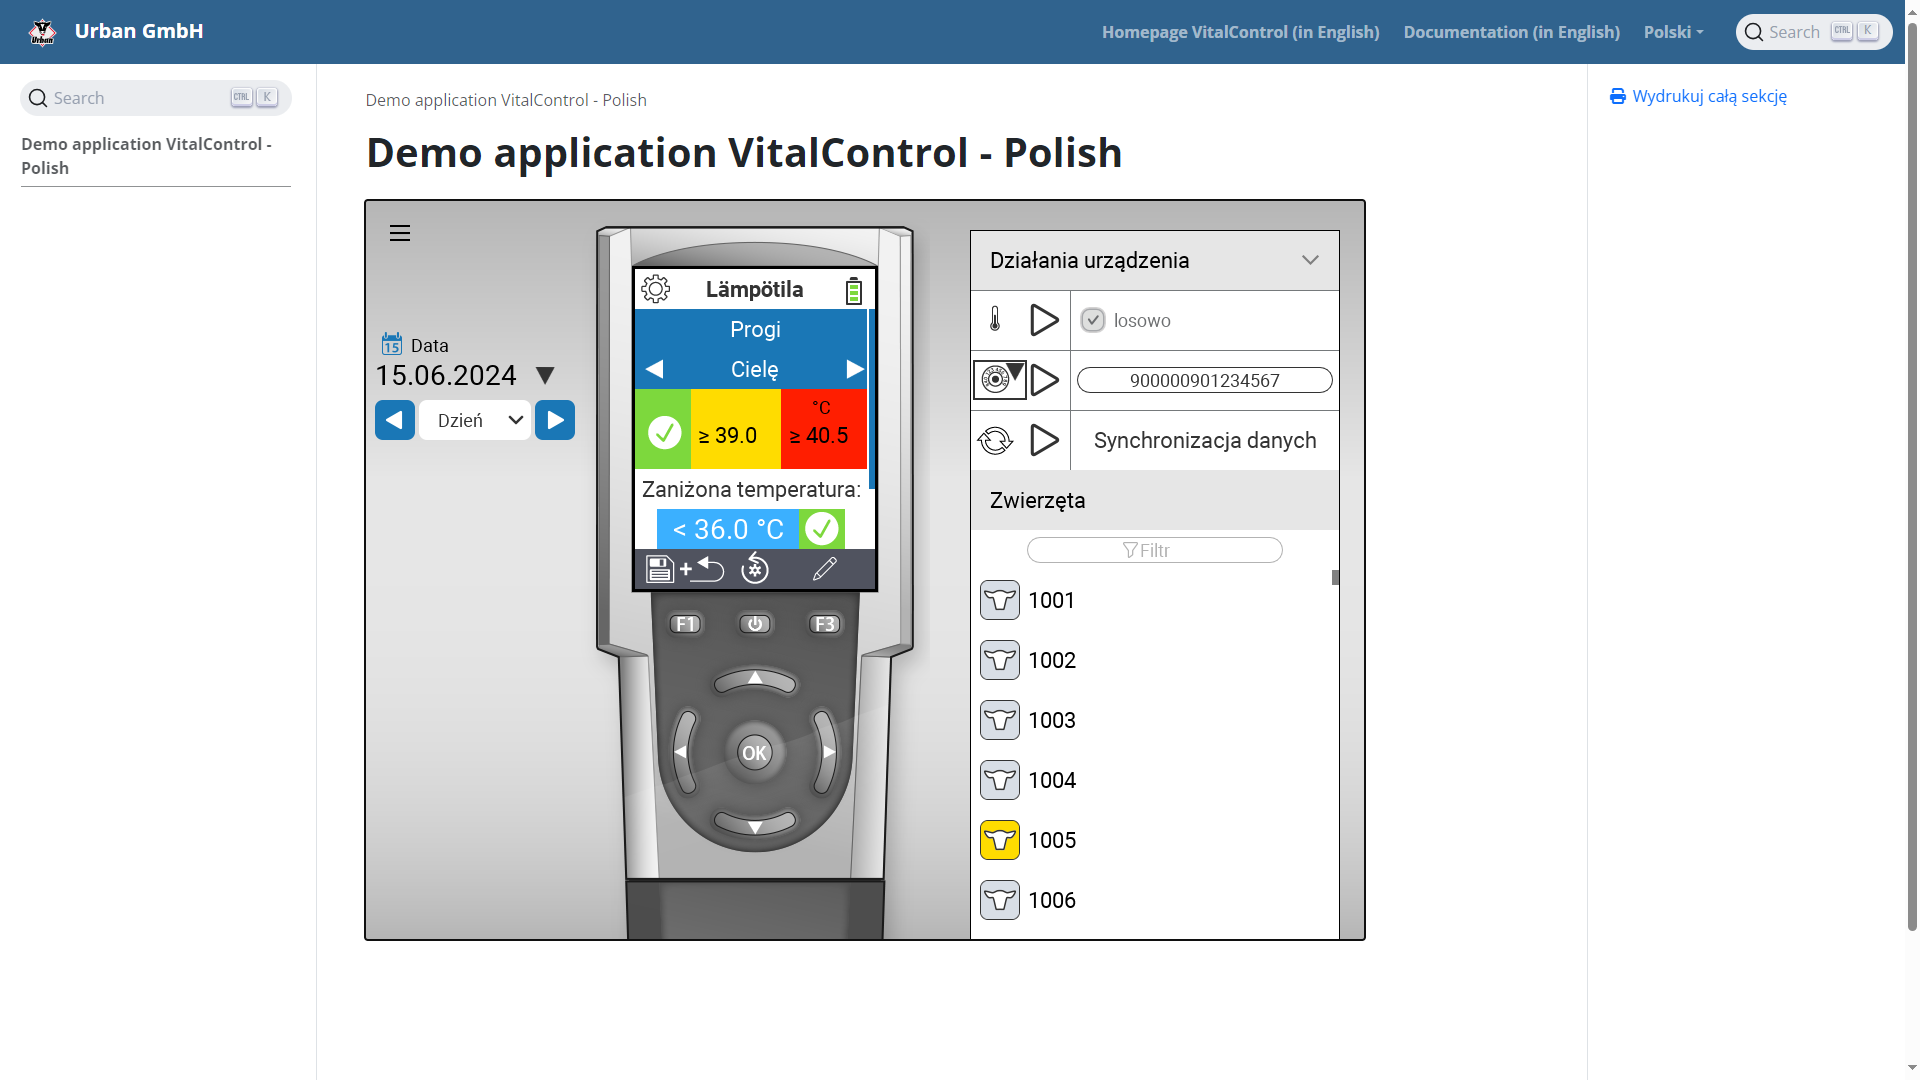 Urban GmbH
Homepage VitalControl (in English)
Documentation (in English)
Polski
Search CTRL K
Search CTRL K
Demo application VitalControl -
Polish
Demo application VitalControl - Polish
Demo application VitalControl - Polish
Wydrukuj całą sekcję
15 Data
15.06.2024
Dzień
Lämpötila
Progi
Cielę
°C
≥ 39.0
≥ 40.5
Zaniżona temperatura:
< 36.0 °C
+
F1
F3
OK
Działania urządzenia
losowo
900000901234567
Synchronizacja danych
Zwierzęta
Filtr
1001
1002
1003
1004
1005
1006